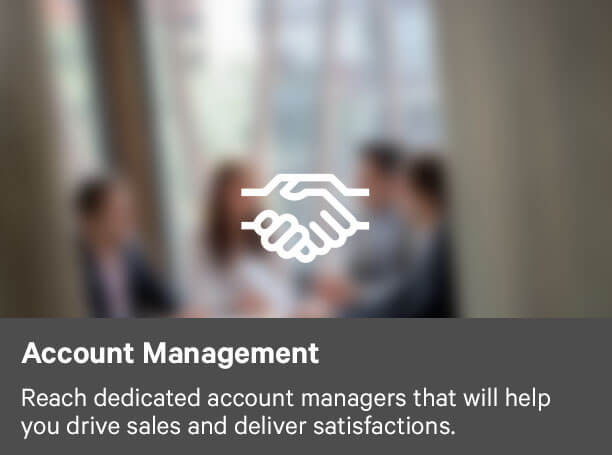 Account Management
Reach dedicated account managers that will help
you drive sales and deliver satisfactions.